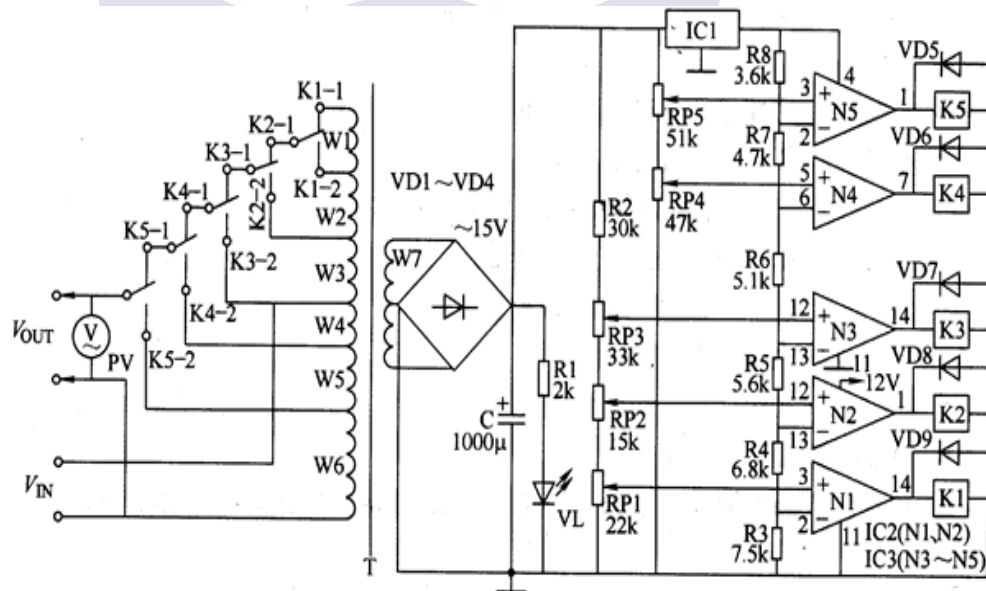 IC1
R8
3.6k
VD5
4
3
+
N5
1
K5
−
2
RP5
51k
R7
4.7k
VD6
5
+
N4
7
K4
6
−
RP4
47k
K1-1
K2-1
W1
K3-1
K1-2
K4-1
K2-2
W2
VD1～VD4
～15V
R2
30k
K5-1
K3-2
W3
W7
R6
5.1k
VD7
K4-2
W4
12
+
N3
14
K3
−
13
11
VOUT
V
～
PV
K5-2
RP3
33k
R1
2k
R5
5.6k
VD8
12V
W5
+
C
1000μ
12
+
N2
1
K2
−
13
RP2
15k
R4
6.8k
VD9
VIN
W6
3
+
N1
14
K1
−
2
VL
RP1
22k
R3
7.5k
11
IC2(N1、N2)
IC3(N3～N5)
T